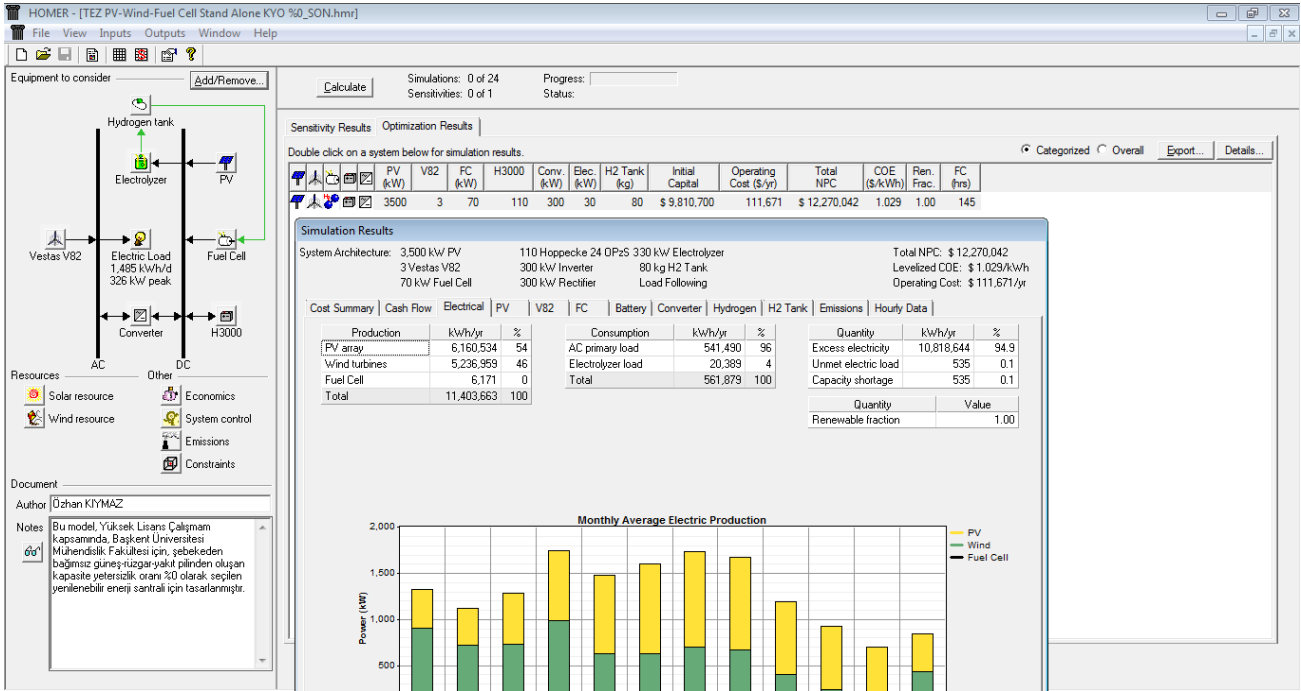 HOMER - [TEZ PV-Wind-Fuel Cell Stand Alone KYO %0_SON.hmr]
File View Inputs Outputs Window Help
Equipment to consider
Add/Remove...
Hydrogen tank
Electrolyzer
PV
Vestas V82
Electric Load
1,485 kWh/d
326 kW peak
Fuel Cell
Converter
H3000
AC
DC
Resources
Other
Solar resource
Economics
Wind resource
System control
Emissions
Constraints
Document
Author Özhan KIYMAZ
Notes
Bu model, Yüksek Lisans Çalışmam
kapsamında, Başkent Üniversitesi
Mühendislik Fakültesi için, şebekeden
bağımsız güneş-rüzgar-yakıt pilinden oluşan
kapasite yetersizlik oranı %0 olarak seçilen
yenilenebilir enerji santrali için tasarlanmıştır.
Calculate
Simulations: 0 of 24
Progress:
Sensitivities: 0 of 1
Status:
Sensitivity Results Optimization Results
Double click on a system below for simulation results.
Categorized Overall Export... Details...
PV (kW) V82 FC (kW) H3000 Conv. (kW) Elec. (kW) H2 Tank (kg) Initial Capital Operating Cost ($/yr) Total NPC COE ($/kWh) Ren. Frac. FC (hrs)
3500 3 70 110 300 30 80 $ 9,810,700 111,671 $ 12,270,042 1.029 1.00 145
Simulation Results
System Architecture: 3,500 kW PV 110 Hoppecke 24 OPzS 330 kW Electrolyzer Total NPC: $ 12,270,042
3 Vestas V82 300 kW Inverter 80 kg H2 Tank Levelized COE: $ 1.029/kWh
70 kW Fuel Cell 300 kW Rectifier Load Following Operating Cost: $ 111,671/yr
Cost Summary Cash Flow Electrical PV V82 FC Battery Converter Hydrogen H2 Tank Emissions Hourly Data
Production kWh/yr %
PV array 6,160,534 54
Wind turbines 5,236,959 46
Fuel Cell 6,171 0
Total 11,403,663 100
Consumption kWh/yr %
AC primary load 541,490 96
Electrolyzer load 20,389 4
Total 561,879 100
Quantity kWh/yr %
Excess electricity 10,818,644 94.9
Unmet electric load 535 0.1
Capacity shortage 535 0.1
Quantity Value
Renewable fraction 1.00
Monthly Average Electric Production
Power (kW)
2,000
1,500
1,000
500
PV
Wind
Fuel Cell